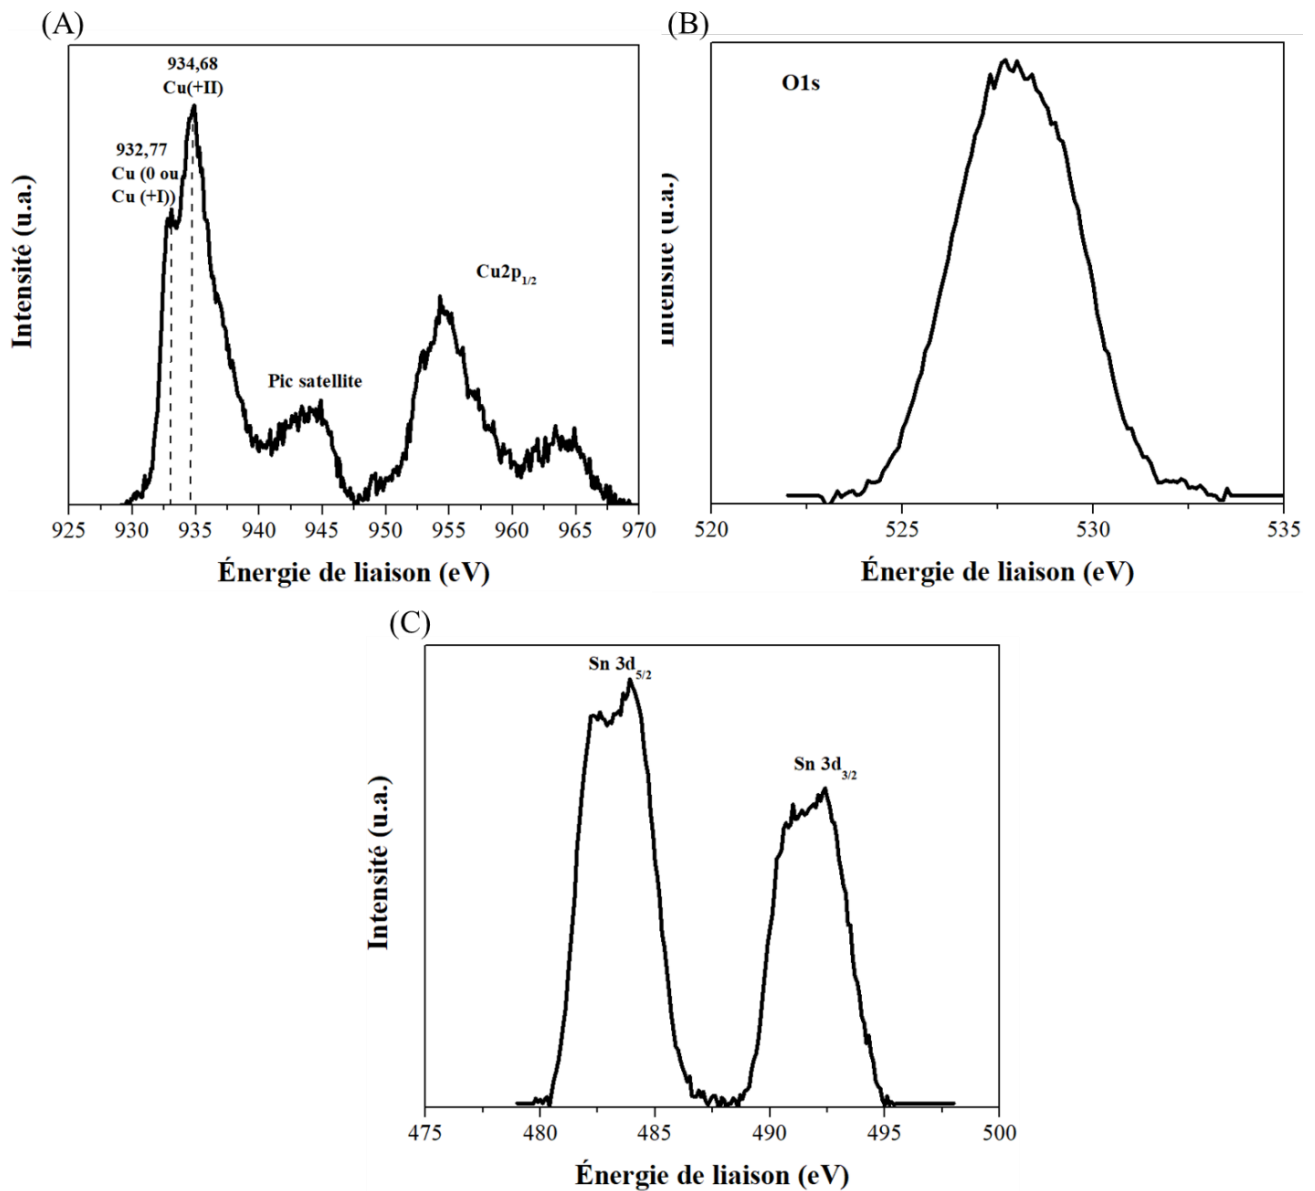 (A)
934,68
Cu(+II)
932,77
Cu (0 ou
Cu (+I))
Cu2p1/2
Pic satellite
Intensité (u.a.)
925 930 935 940 945 950 955 960 965 970
Énergie de liaison (eV)
(B)
O1s
Intensité (u.a.)
520 525 530 535
Énergie de liaison (eV)
(C)
Sn 3d5/2
Sn 3d3/2
Intensité (u.a.)
475 480 485 490 495 500
Énergie de liaison (eV)